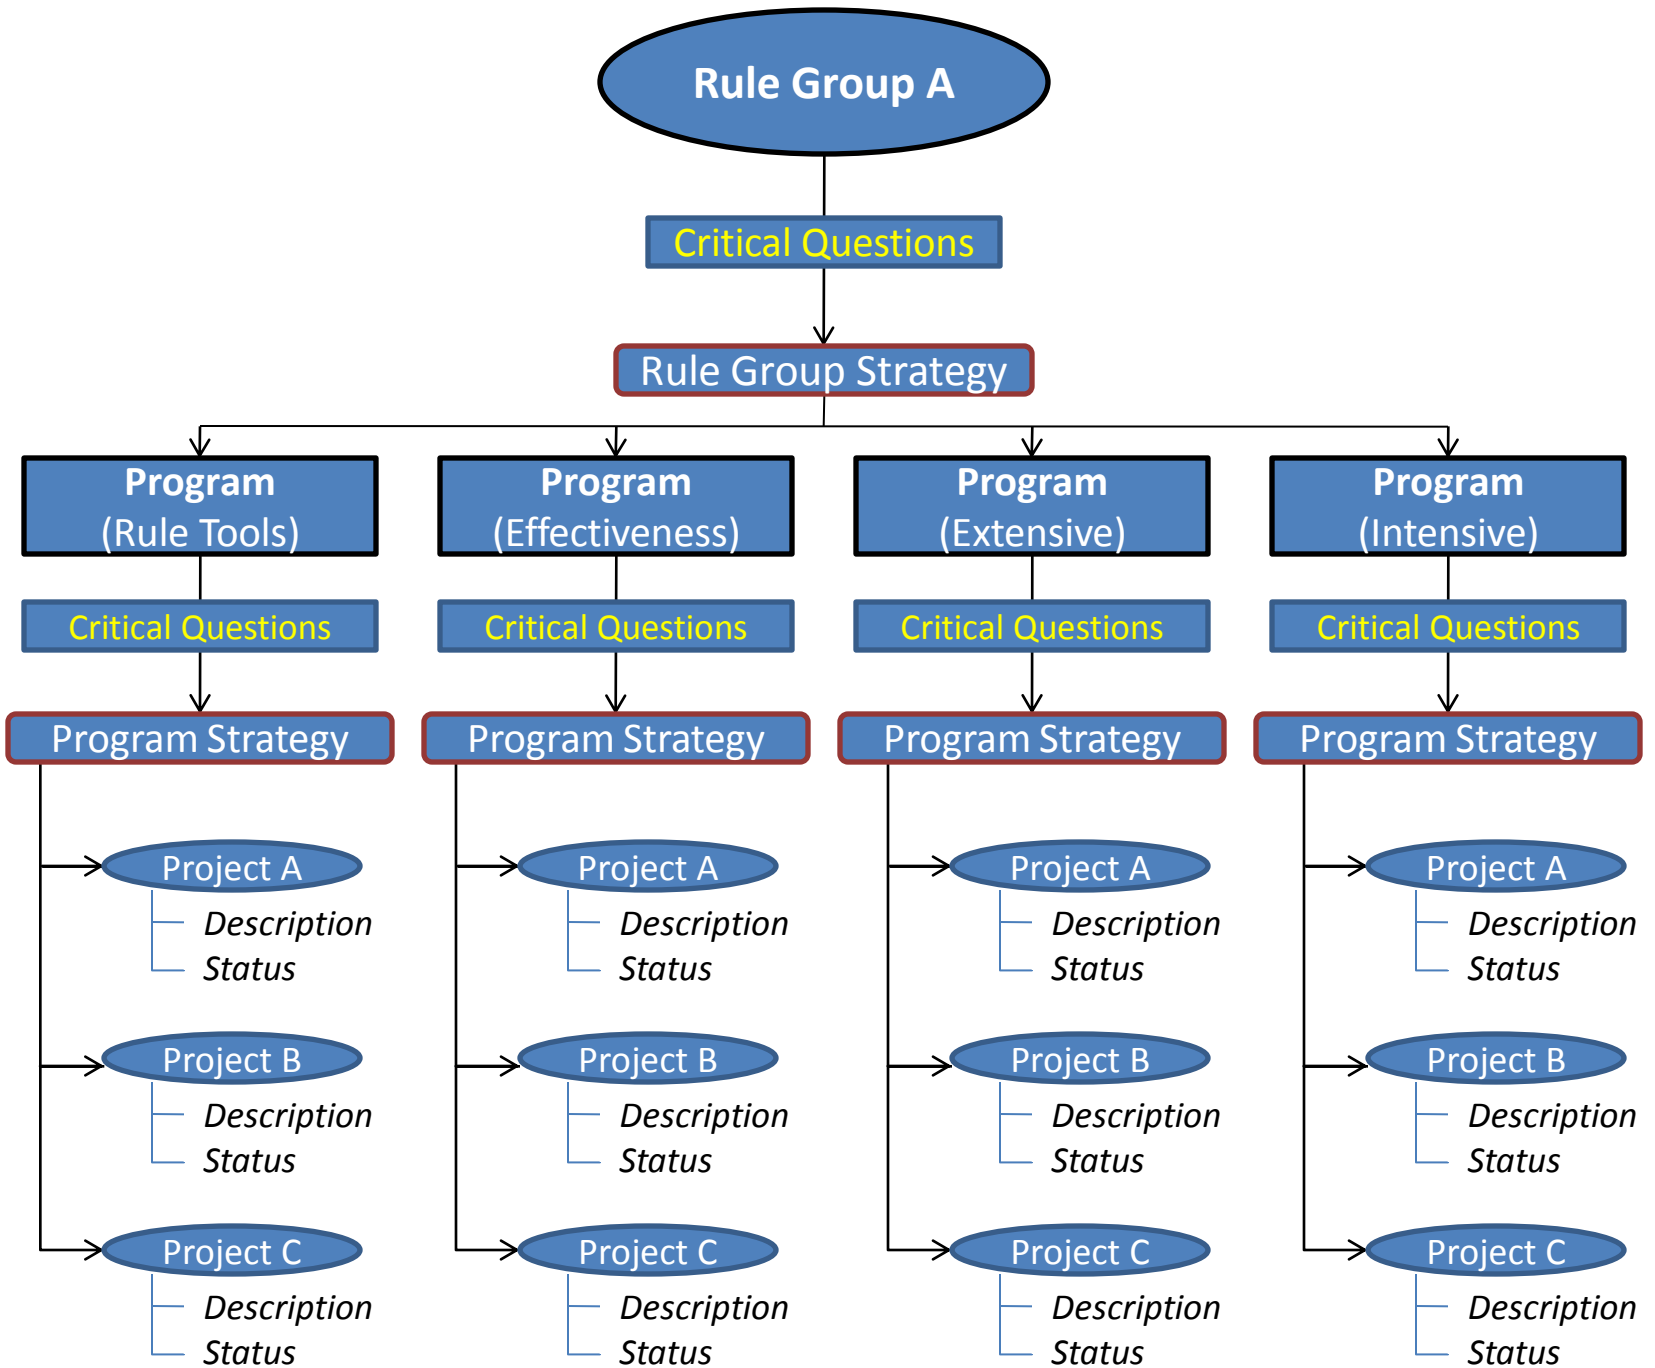 Rule Group A
Critical Questions
Rule Group Strategy
Program
(Rule Tools)
Program
(Effectiveness)
Program
(Extensive)
Program
(Intensive)
Critical Questions
Critical Questions
Critical Questions
Critical Questions
Program Strategy
Program Strategy
Program Strategy
Program Strategy
Project A
Description
Status
Project B
Description
Status
Project C
Description
Status
Project A
Description
Status
Project B
Description
Status
Project C
Description
Status
Project A
Description
Status
Project B
Description
Status
Project C
Description
Status
Project A
Description
Status
Project B
Description
Status
Project C
Description
Status